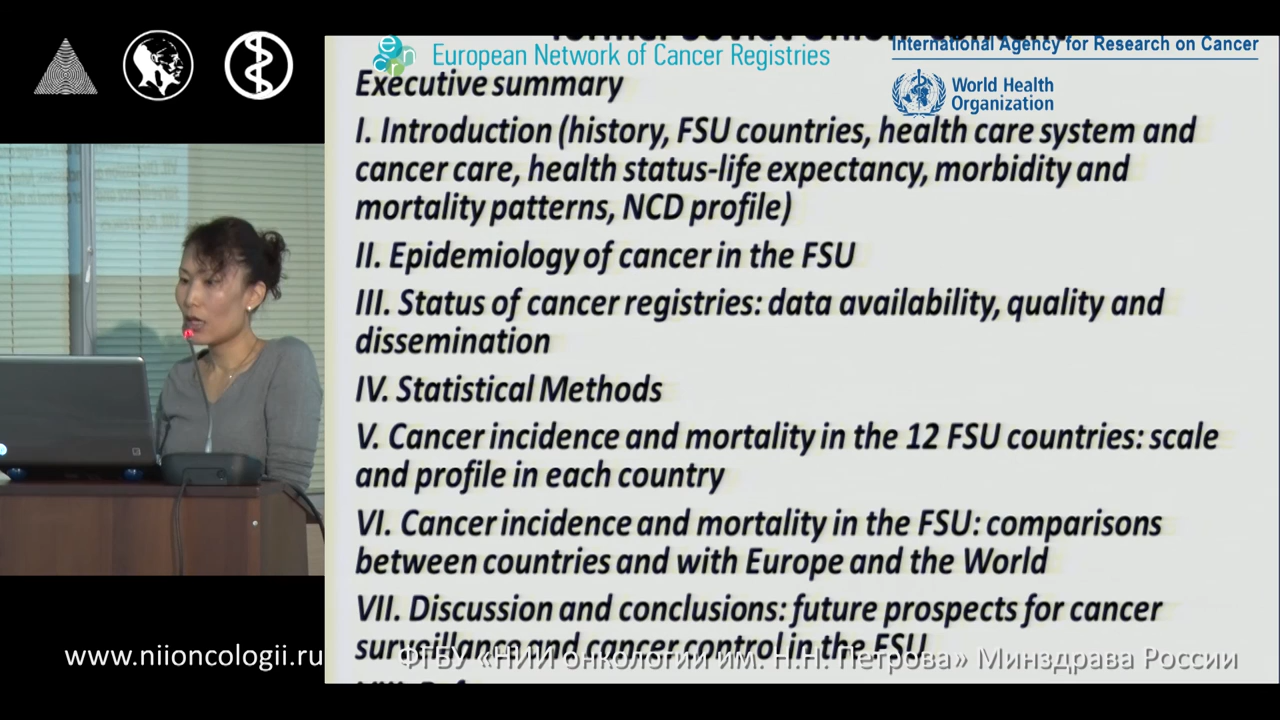 European Network of Cancer Registries
International Agency for Research on Cancer
World Health
Organization
Executive summary
I. Introduction (history, FSU countries, health care system and
cancer care, health status-life expectancy, morbidity and
mortality patterns, NCD profile)
II. Epidemiology of cancer in the FSU
III. Status of cancer registries: data availability, quality and
dissemination
IV. Statistical Methods
V. Cancer incidence and mortality in the 12 FSU countries: scale
and profile in each country
VI. Cancer incidence and mortality in the FSU: comparisons
between countries and with Europe and the World
VII. Discussion and conclusions: future prospects for cancer
surveillance and cancer control in the FSU
www.niioncologii.ru
ФГБУ «НИИ онкологии им. Н.Н. Петрова» Минздрава России